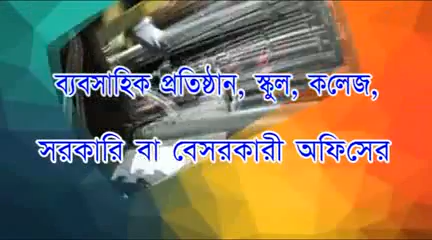 ব্যবসাহিক প্রতিষ্ঠান, স্কুল, কলেজ,
সরকারি বা বেসরকারী অফিসের